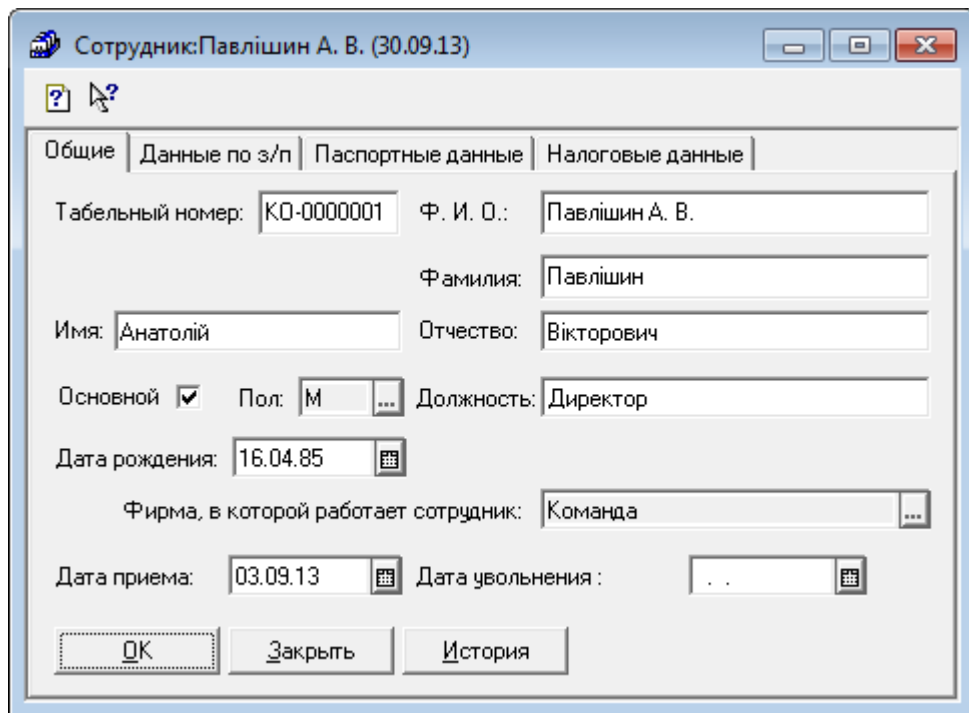 Сотрудник:Павлішин А. В. (30.09.13)
Общие Данные по з/п Паспортные данные Налоговые данные
Табельный номер: КО-0000001 Ф. И. О.: Павлішин А. В.
Фамилия: Павлішин
Имя: Анатолій Отчество: Вікторович
Основной Пол: М ... Должность: Директор
Дата рождения: 16.04.85
Фирма, в которой работает сотрудник: Команда ...
Дата приема: 03.09.13 Дата увольнения : . .
OK Закрыть История